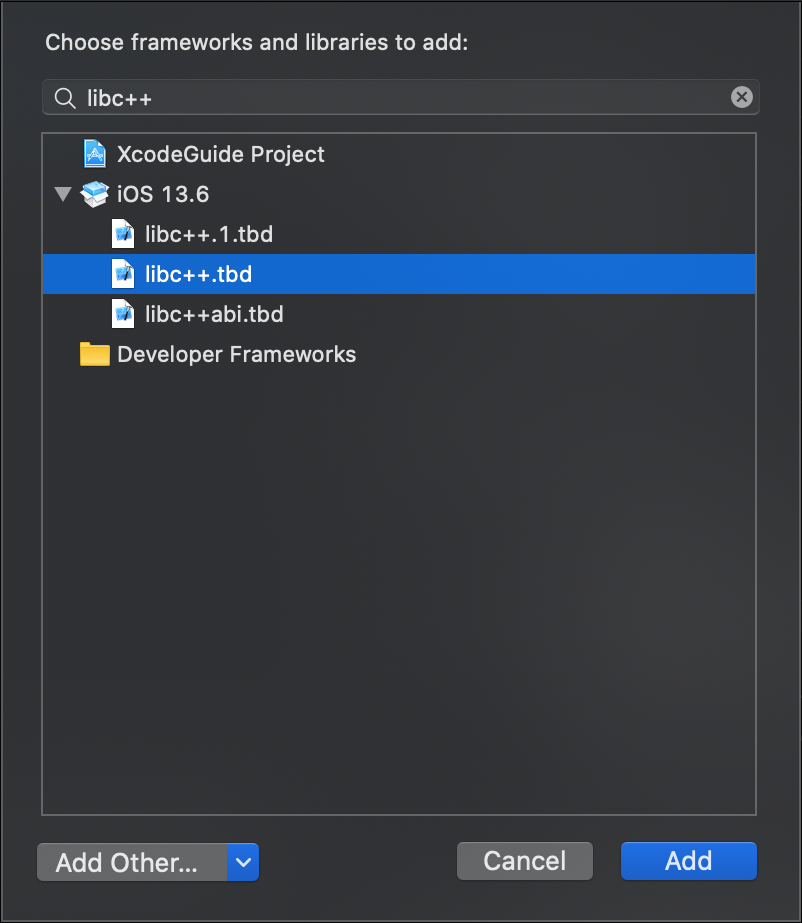 Choose frameworks and libraries to add:
libc++
XcodeGuide Project
iOS 13.6
libc++.1.tbd
libc++.tbd
libc++abi.tbd
Developer Frameworks
Add Other... Cancel Add